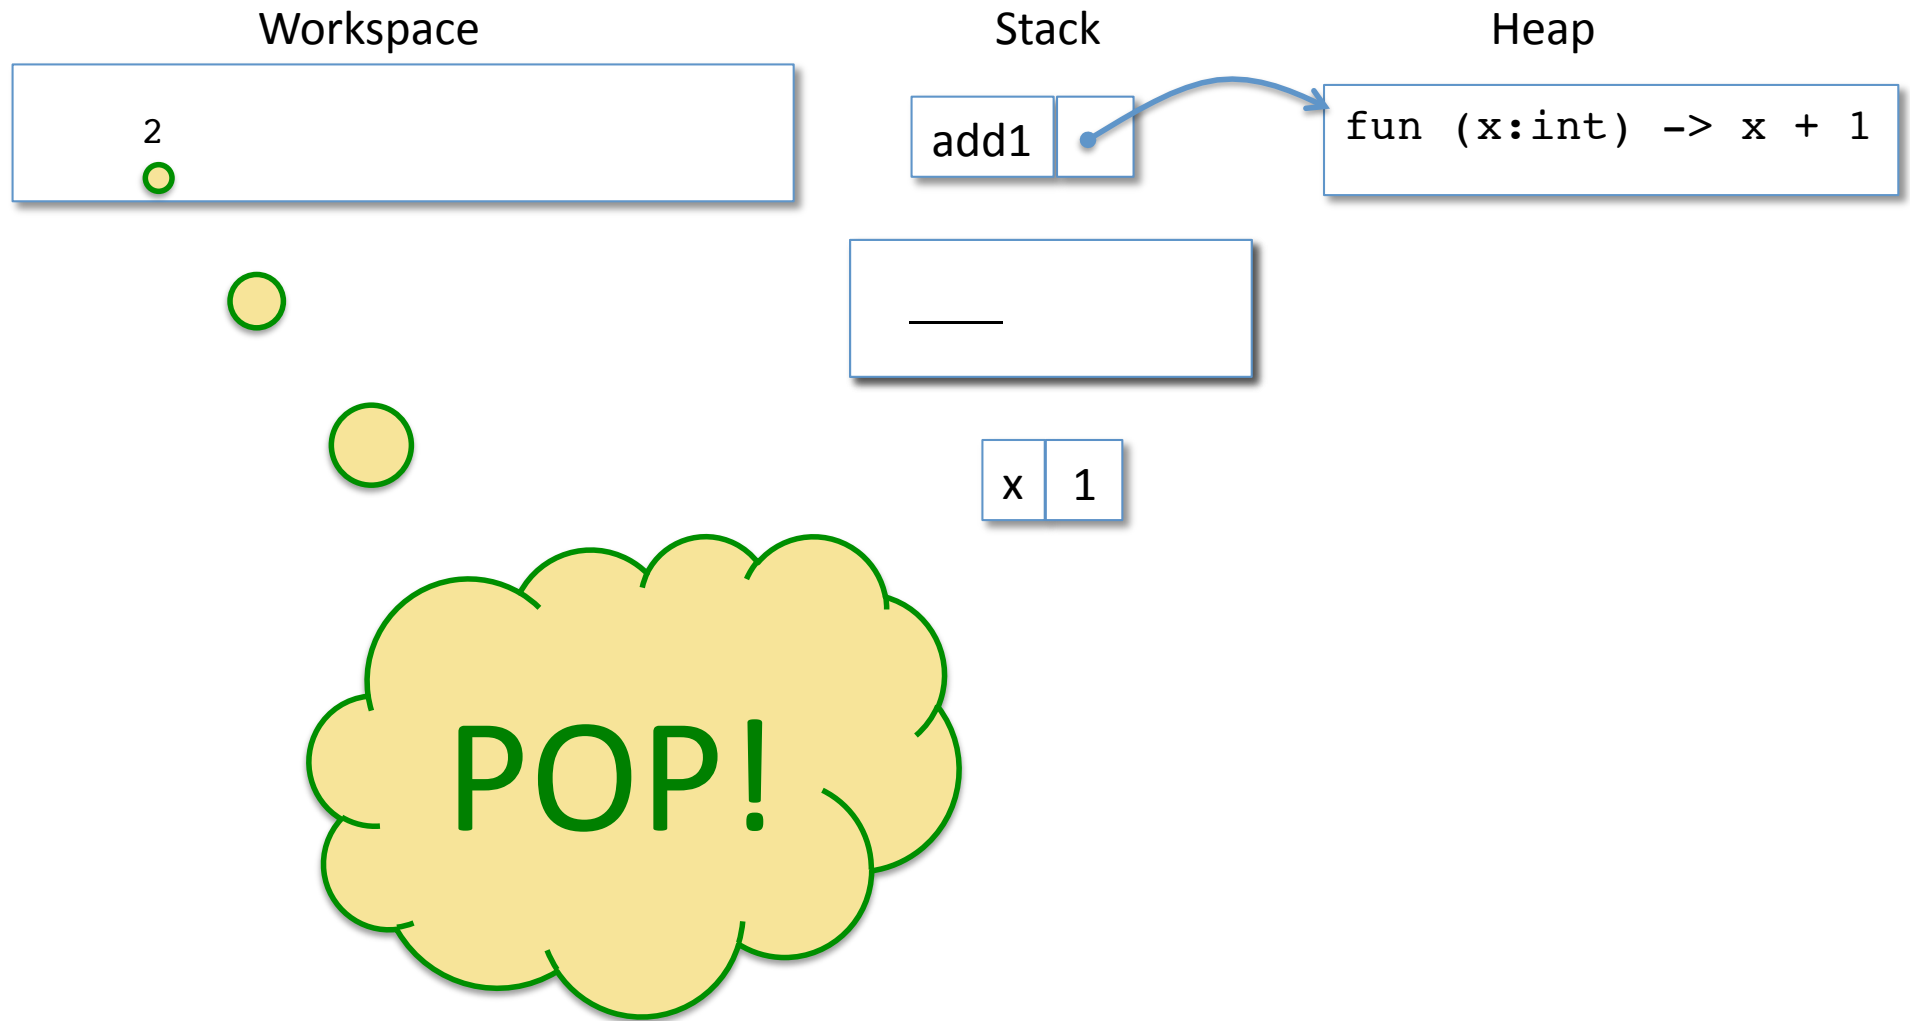 Workspace
Stack
Heap
2
add1
fun (x:int) -> x + 1
x 1
POP!